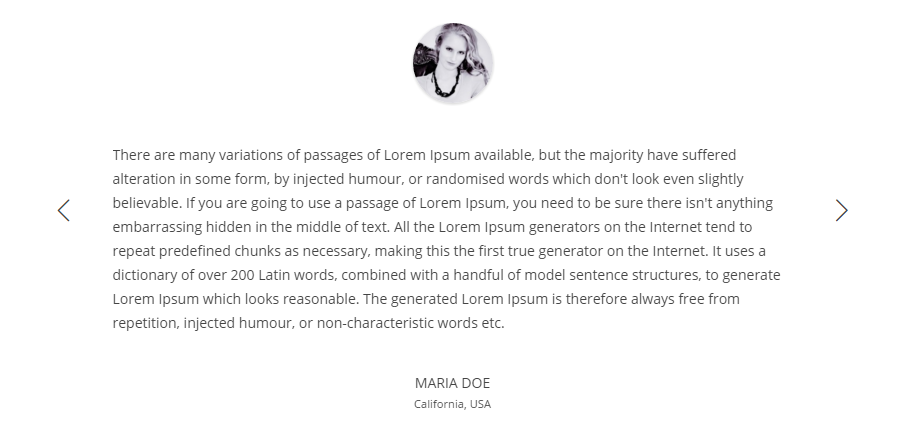 There are many variations of passages of Lorem Ipsum available, but the majority have suffered
alteration in some form, by injected humour, or randomised words which don't look even slightly
believable. If you are going to use a passage of Lorem Ipsum, you need to be sure there isn't anything
embarrassing hidden in the middle of text. All the Lorem Ipsum generators on the Internet tend to
repeat predefined chunks as necessary, making this the first true generator on the Internet. It uses a
dictionary of over 200 Latin words, combined with a handful of model sentence structures, to generate
Lorem Ipsum which looks reasonable. The generated Lorem Ipsum is therefore always free from
repetition, injected humour, or non-characteristic words etc.
MARIA DOE
California, USA